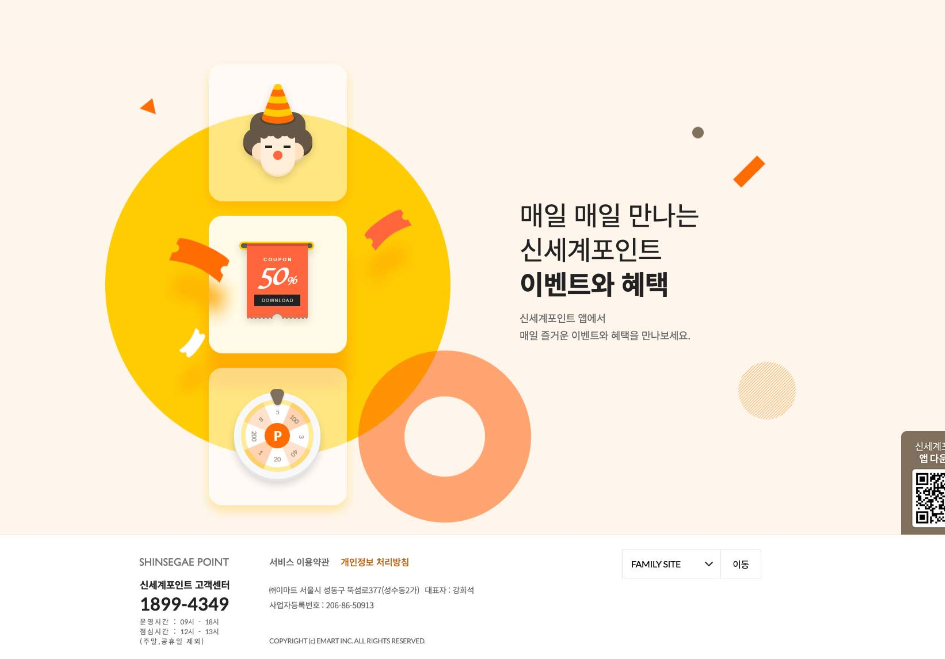 매일 매일 만나는
신세계포인트
이벤트와 혜택
신세계포인트 앱에서
매일 즐거운 이벤트와 혜택을 만나보세요.
COUPON
50%
DOWNLOAD
P
5
100
3
60
20
1
200
신세계포
앱 다운
SHINSEGAE POINT
신세계포인트 고객센터
1899-4349
운영시간 : 09시 - 18시
점심시간 : 12시 - 13시
(주말,공휴일 제외)
서비스 이용약관 개인정보 처리방침
㈜이마트 서울시 성동구 뚝섬로377(성수동2가) 대표자 : 강희석
사업자등록번호 : 206-86-50913
COPYRIGHT (c) EMART INC. ALL RIGHTS RESERVED.
FAMILY SITE
이동